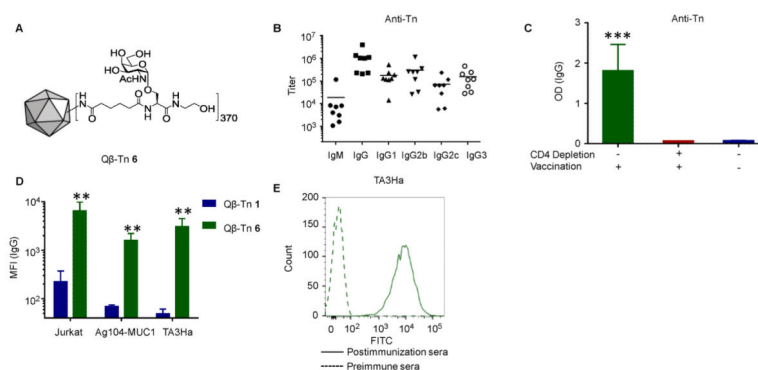 A
HO OH
HO
AcHN
O
O
H
N
O
O
N
H
O
H
N
OH
370
Qβ-Tn 6
B
Anti-Tn
Titer
10⁷
10⁶
10⁵
10⁴
10³
IgM IgG IgG1 IgG2b IgG2c IgG3
C
Anti-Tn
OD (IgG)
3
2
1
0
***
CD4 Depletion - + -
Vaccination + + -
D
MFI (IgG)
10⁴
10³
10²
** ** **
Qβ-Tn 1
Qβ-Tn 6
Jurkat Ag104-MUC1 TA3Ha
E
TA3Ha
Count
200
150
100
50
0
0 10² 10³ 10⁴ 10⁵
FITC
Postimmunization sera
Preimmune sera